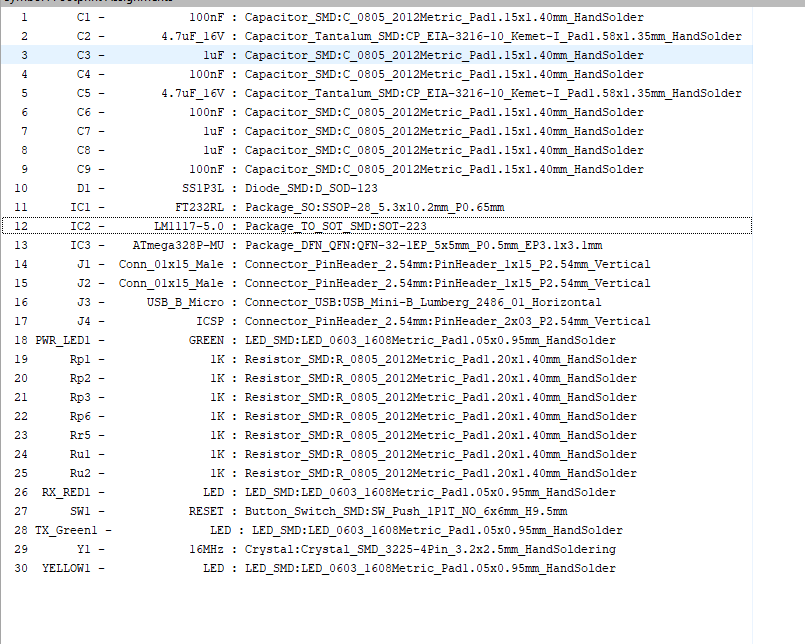 1 C1 - 100nF : Capacitor_SMD:C_0805_2012Metric_Pad1.15x1.40mm_HandSolder
2 C2 - 4.7uF_16V : Capacitor_Tantalum_SMD:CP_EIA-3216-10_Kemet-I_Pad1.58x1.35mm_HandSolder
3 C3 - 1uF : Capacitor_SMD:C_0805_2012Metric_Pad1.15x1.40mm_HandSolder
4 C4 - 100nF : Capacitor_SMD:C_0805_2012Metric_Pad1.15x1.40mm_HandSolder
5 C5 - 4.7uF_16V : Capacitor_Tantalum_SMD:CP_EIA-3216-10_Kemet-I_Pad1.58x1.35mm_HandSolder
6 C6 - 100nF : Capacitor_SMD:C_0805_2012Metric_Pad1.15x1.40mm_HandSolder
7 C7 - 1uF : Capacitor_SMD:C_0805_2012Metric_Pad1.15x1.40mm_HandSolder
8 C8 - 1uF : Capacitor_SMD:C_0805_2012Metric_Pad1.15x1.40mm_HandSolder
9 C9 - 100nF : Capacitor_SMD:C_0805_2012Metric_Pad1.15x1.40mm_HandSolder
10 D1 - SS1P3L : Diode_SMD:D_SOD-123
11 IC1 - FT232RL : Package_SO:SSOP-28_5.3x10.2mm_P0.65mm
12 IC2 - LM1117-5.0 : Package_TO_SOT_SMD:SOT-223
13 IC3 - ATmega328P-MU : Package_DFN_QFN:QFN-32-1EP_5x5mm_P0.5mm_EP3.1x3.1mm
14 J1 - Conn_01x15_Male : Connector_PinHeader_2.54mm:PinHeader_1x15_P2.54mm_Vertical
15 J2 - Conn_01x15_Male : Connector_PinHeader_2.54mm:PinHeader_1x15_P2.54mm_Vertical
16 J3 - USB_B_Micro : Connector_USB:USB_Mini-B_Lumberg_2486_01_Horizontal
17 J4 - ICSP : Connector_PinHeader_2.54mm:PinHeader_2x03_P2.54mm_Vertical
18 PWR_LED1 - GREEN : LED_SMD:LED_0603_1608Metric_Pad1.05x0.95mm_HandSolder
19 Rp1 - 1K : Resistor_SMD:R_0805_2012Metric_Pad1.20x1.40mm_HandSolder
20 Rp2 - 1K : Resistor_SMD:R_0805_2012Metric_Pad1.20x1.40mm_HandSolder
21 Rp3 - 1K : Resistor_SMD:R_0805_2012Metric_Pad1.20x1.40mm_HandSolder
22 Rp6 - 1K : Resistor_SMD:R_0805_2012Metric_Pad1.20x1.40mm_HandSolder
23 Rr5 - 1K : Resistor_SMD:R_0805_2012Metric_Pad1.20x1.40mm_HandSolder
24 Ru1 - 1K : Resistor_SMD:R_0805_2012Metric_Pad1.20x1.40mm_HandSolder
25 Ru2 - 1K : Resistor_SMD:R_0805_2012Metric_Pad1.20x1.40mm_HandSolder
26 RX_RED1 - LED : LED_SMD:LED_0603_1608Metric_Pad1.05x0.95mm_HandSolder
27 SW1 - RESET : Button_Switch_SMD:SW_Push_1P1T_NO_6x6mm_H9.5mm
28 TX_Green1 - LED : LED_SMD:LED_0603_1608Metric_Pad1.05x0.95mm_HandSolder
29 Y1 - 16MHz : Crystal:Crystal_SMD_3225-4Pin_3.2x2.5mm_HandSoldering
30 YELLOW1 - LED : LED_SMD:LED_0603_1608Metric_Pad1.05x0.95mm_HandSolder